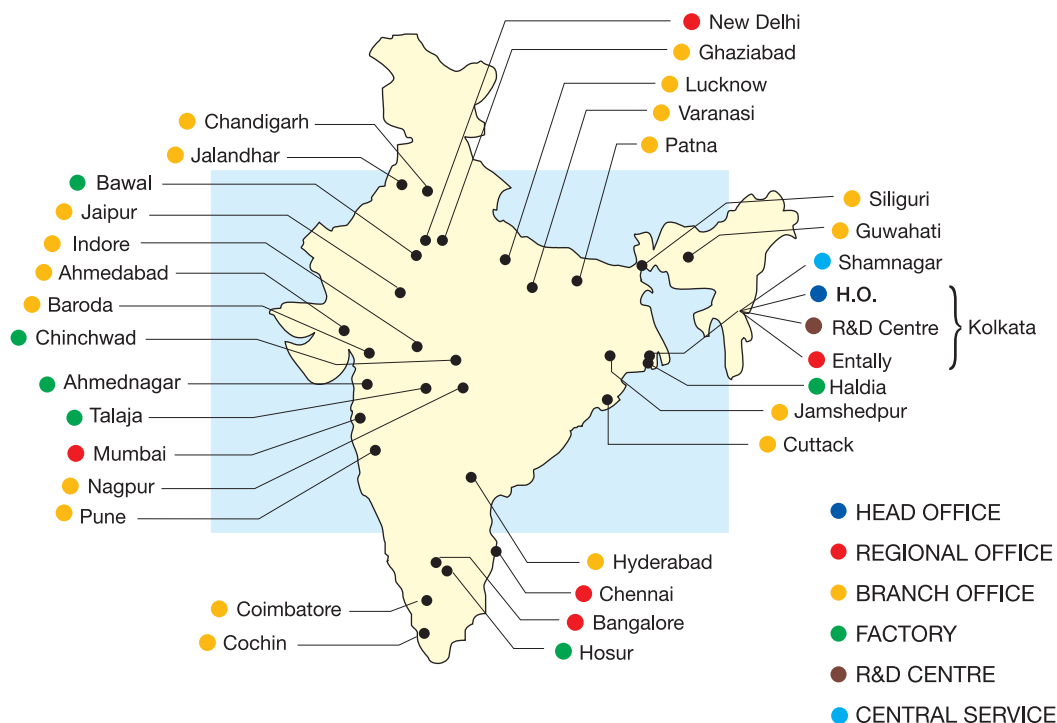 New Delhi
Ghaziabad
Lucknow
Varanasi
Patna
Chandigarh
Jalandhar
Bawal
Jaipur
Indore
Ahmedabad
Baroda
Chinchwad
Ahmednagar
Talaja
Mumbai
Nagpur
Pune
Siliguri
Guwahati
Shamnagar
H.O.
R&D Centre
Kolkata
Entally
Haldia
Jamshedpur
Cuttack
Hyderabad
Chennai
Bangalore
Hosur
Coimbatore
Cochin
HEAD OFFICE
REGIONAL OFFICE
BRANCH OFFICE
FACTORY
R&D CENTRE
CENTRAL SERVICE